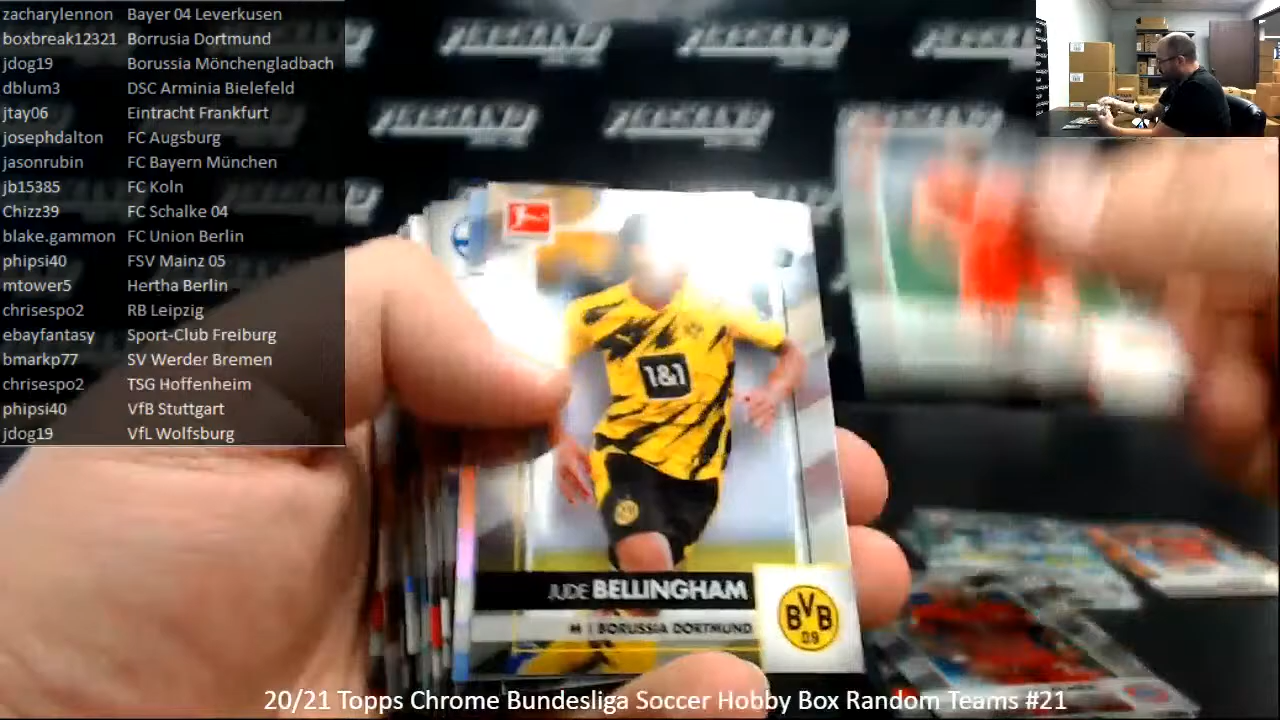 zacharylennon Bayer 04 Leverkusen
boxbreak12321 Borrusia Dortmund
jdog19 Borussia Mönchengladbach
dblum3 DSC Arminia Bielefeld
jtay06 Eintracht Frankfurt
josephdalton FC Augsburg
jasonrubin FC Bayern München
jb15385 FC Koln
Chizz39 FC Schalke 04
blake.gammon FC Union Berlin
phipsi40 FSV Mainz 05
mtower5 Hertha Berlin
chrisespo2 RB Leipzig
ebayfantasy Sport-Club Freiburg
bmarkp77 SV Werder Bremen
chrisespo2 TSG Hoffenheim
phipsi40 VfB Stuttgart
jdog19 VfL Wolfsburg
1&1
JUDE BELLINGHAM
M | BORUSSIA DORTMUND
BVB
09
20/21 Topps Chrome Bundesliga Soccer Hobby Box Random Teams #21